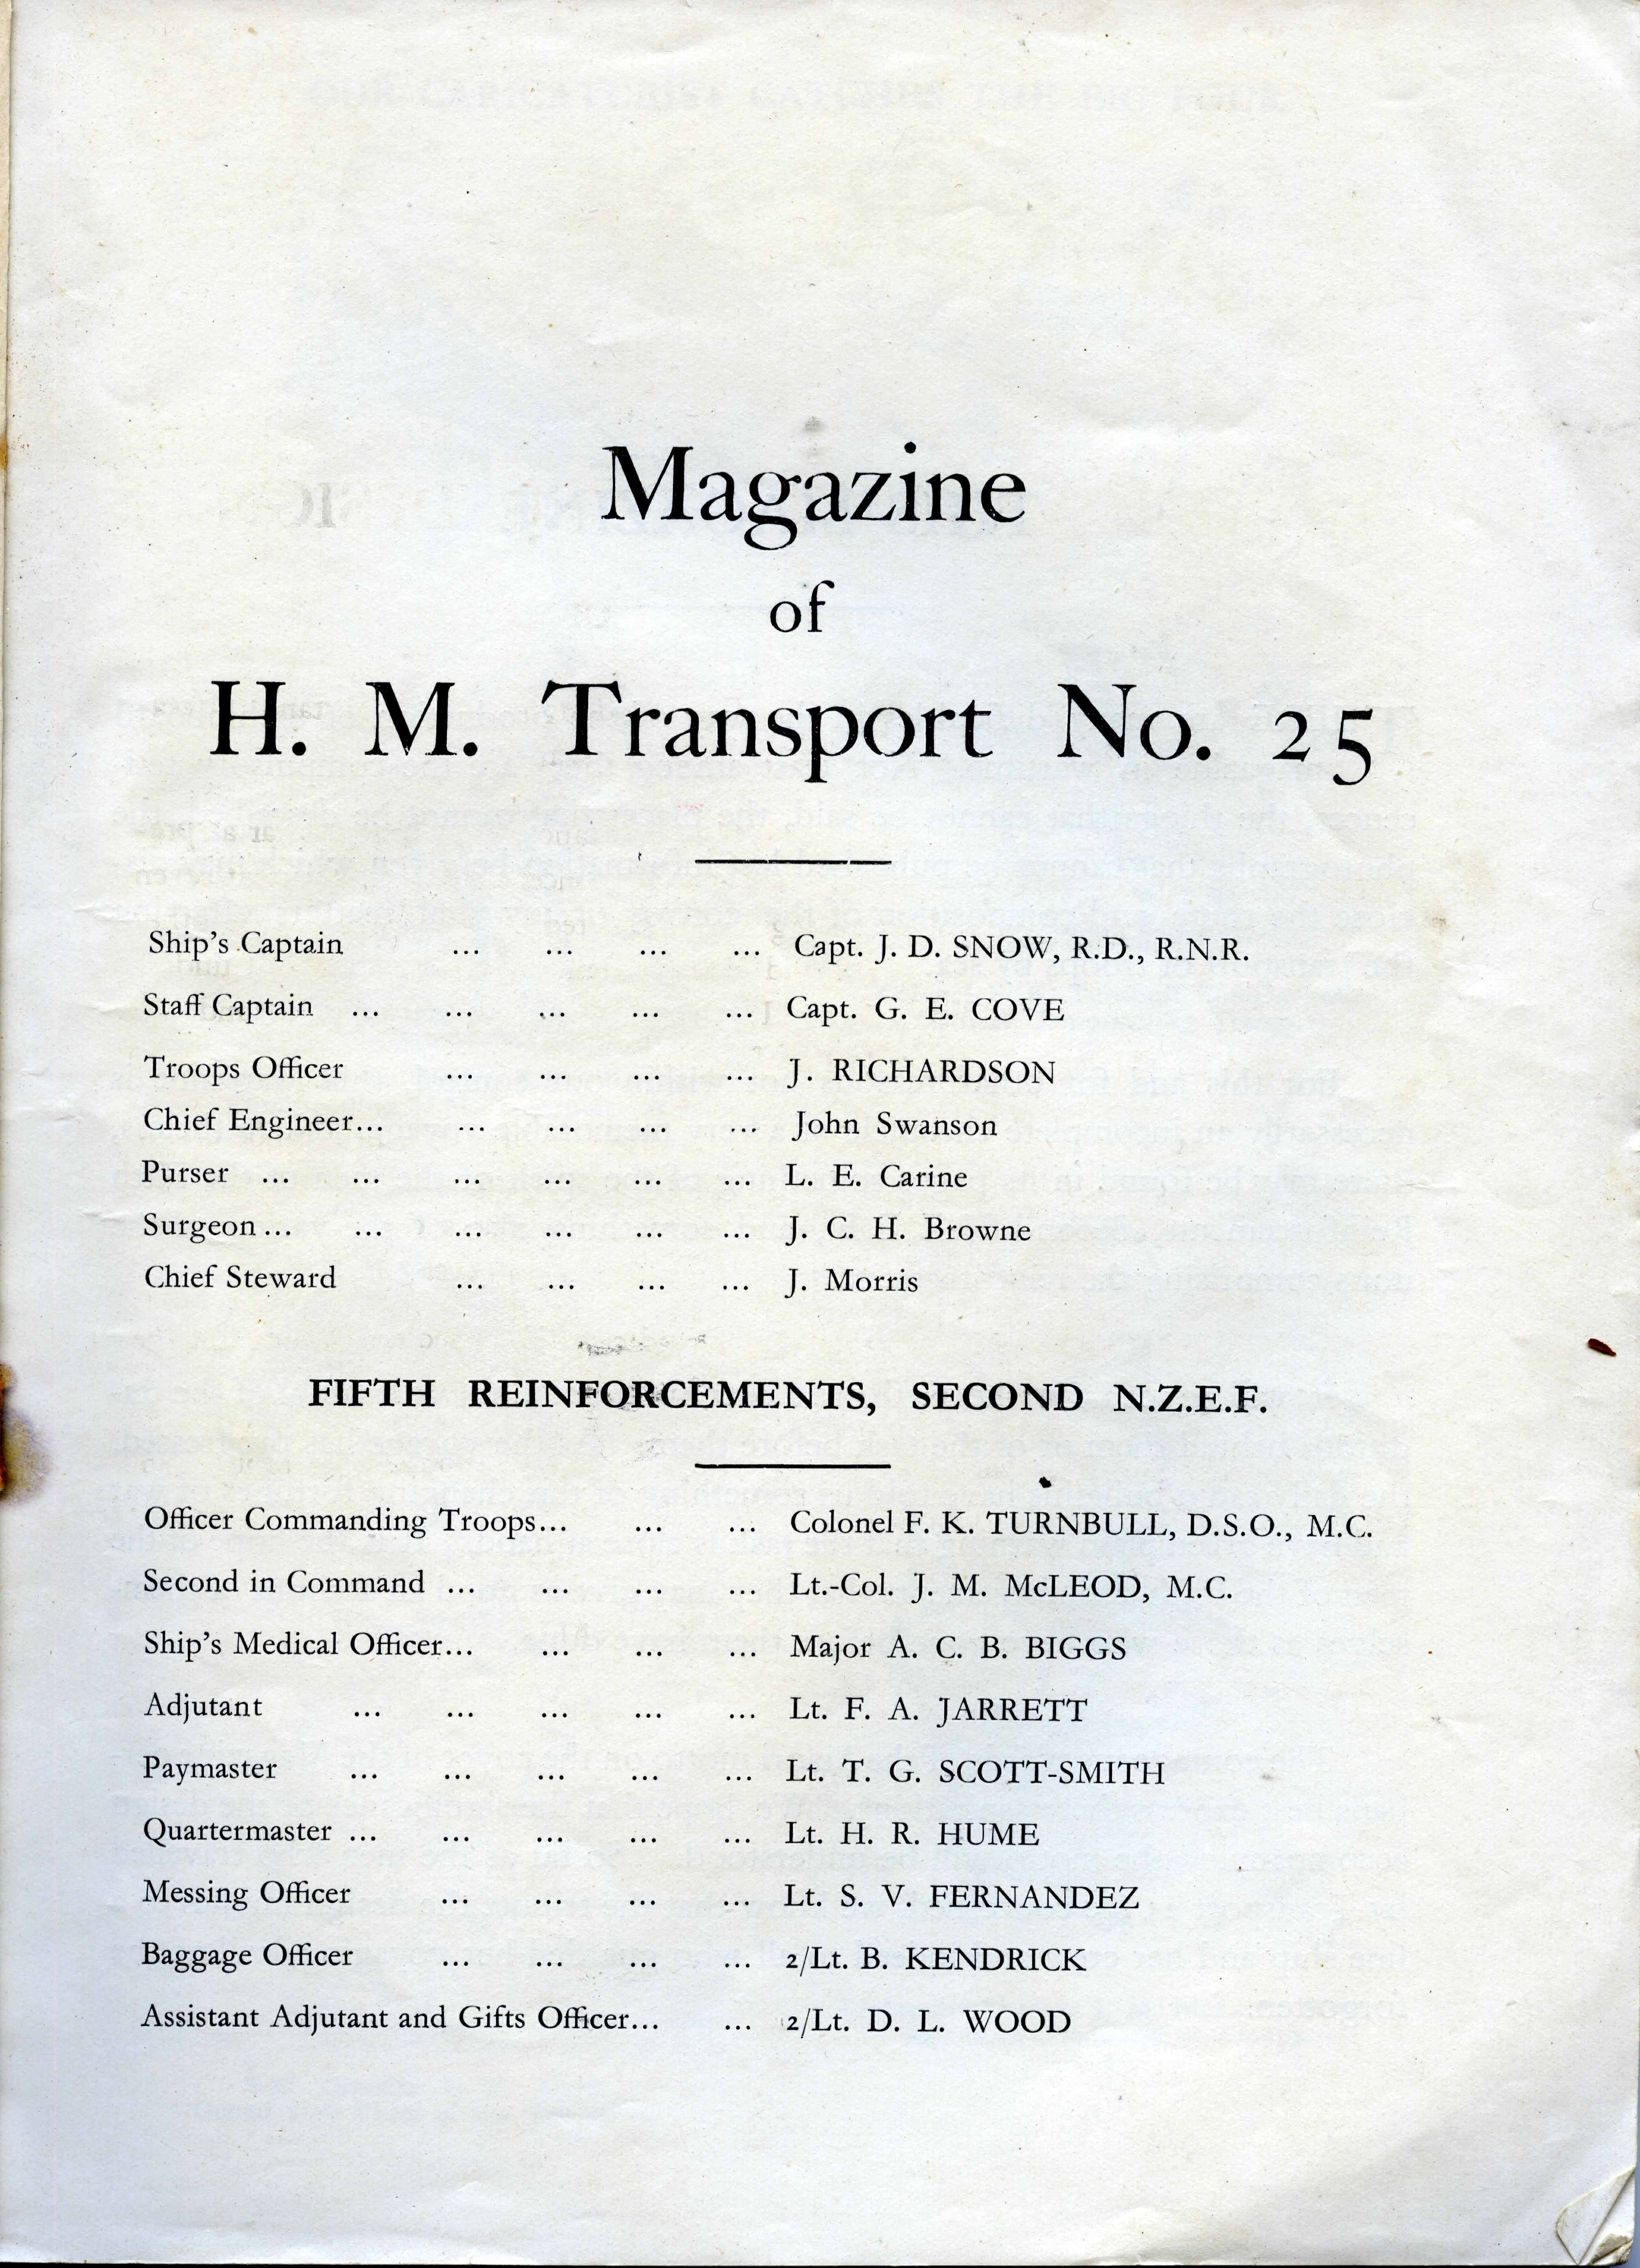 Magazine
of
H. M. Transport No. 25
Ship's Captain ... ... ... ... Capt. J. D. SNOW, R.D., R.N.R.
Staff Captain ... ... ... ... ... Capt. G. E. COVE
Troops Officer ... ... ... ... J. RICHARDSON
Chief Engineer... ... ... ... ... John Swanson
Purser ... ... ... ... ... ... L. E. Carine
Surgeon... ... ... ... ... ... J. C. H. Browne
Chief Steward ... ... ... ... J. Morris
FIFTH REINFORCEMENTS, SECOND N.Z.E.F.
Officer Commanding Troops... ... ... Colonel F. K. TURNBULL, D.S.O., M.C.
Second in Command ... ... ... ... Lt.-Col. J. M. McLEOD, M.C.
Ship's Medical Officer... ... ... ... Major A. C. B. BIGGS
Adjutant ... ... ... ... ... Lt. F. A. JARRETT
Paymaster ... ... ... ... ... Lt. T. G. SCOTT-SMITH
Quartermaster ... ... ... ... ... Lt. H. R. HUME
Messing Officer ... ... ... ... Lt. S. V. FERNANDEZ
Baggage Officer ... ... ... ... 2/Lt. B. KENDRICK
Assistant Adjutant and Gifts Officer... ... 2/Lt. D. L. WOOD